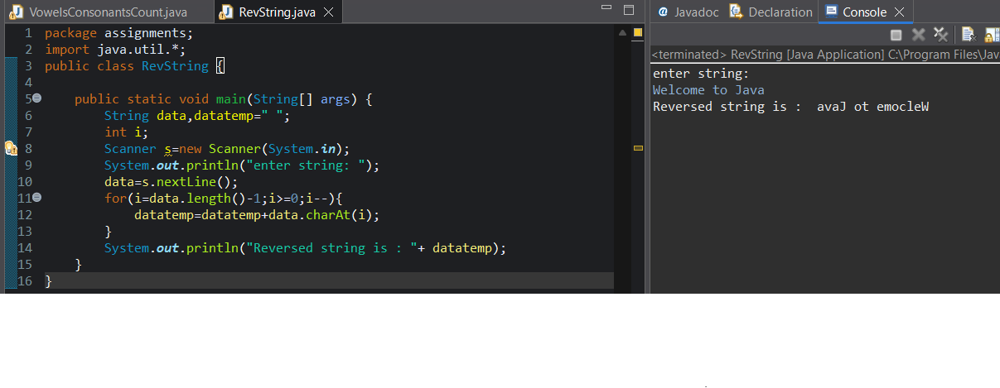 VowelsConsonantsCount.java RevString.java
1 package assignments;
2 import java.util.*;
3 public class RevString {
4
5 public static void main(String[] args) {
6 String data,datatemp=" ";
7 int i;
8 Scanner s=new Scanner(System.in);
9 System.out.println("enter string: ");
10 data=s.nextLine();
11 for(i=data.length()-1;i>=0;i--){
12 datatemp=datatemp+data.charAt(i);
13 }
14 System.out.println("Reversed string is : "+ datatemp);
15 }
16 }
@ Javadoc Declaration Console
<terminated> RevString [Java Application] C:\Program Files\Jav
enter string:
Welcome to Java
Reversed string is :  avaJ ot emocleW